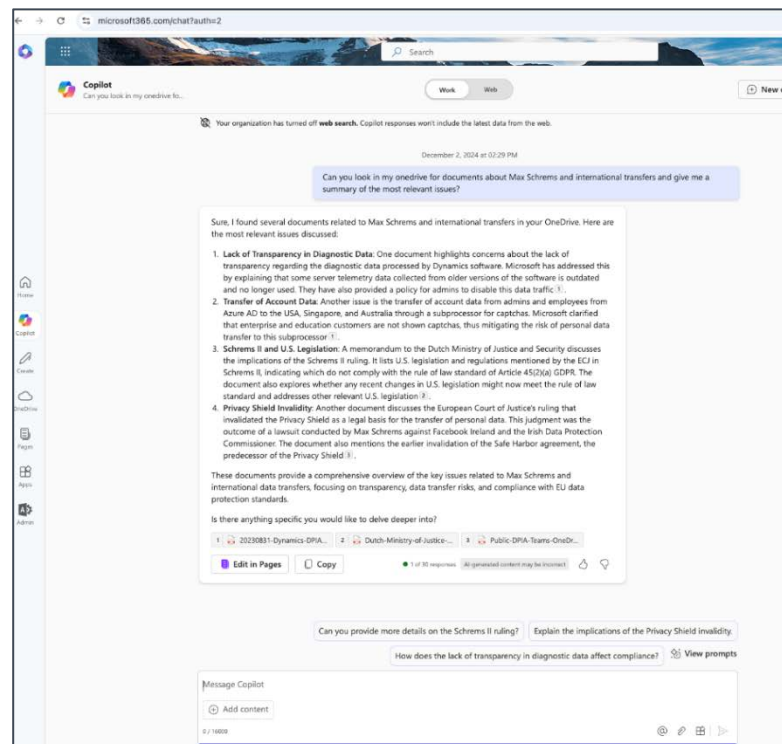 microsoft365.com/chat?auth=2
Search
Copilot
Can you look in my onedrive fo...
Work
Web
New
Your organization has turned off web search. Copilot responses won't include the latest data from the web.
December 2, 2024 at 02:29 PM
Can you look in my onedrive for documents about Max Schrems and international transfers and give me a
summary of the most relevant issues?
Sure, I found several documents related to Max Schrems and international transfers in your OneDrive. Here are
the most relevant issues discussed:
1. Lack of Transparency in Diagnostic Data: One document highlights concerns about the lack of
transparency regarding the diagnostic data processed by Dynamics software. Microsoft has addressed this
by explaining that some server telemetry data collected from older versions of the software is outdated
and no longer used. They have also provided a policy for admins to disable this data traffic 1 .
2. Transfer of Account Data: Another issue is the transfer of account data from admins and employees from
Azure AD to the USA, Singapore, and Australia through a subprocessor for captchas. Microsoft clarified
that enterprise and education customers are not shown captchas, thus mitigating the risk of personal data
transfer to this subprocessor 1 .
3. Schrems II and U.S. Legislation: A memorandum to the Dutch Ministry of Justice and Security discusses
the implications of the Schrems II ruling. It lists U.S. legislation and regulations mentioned by the ECJ in
Schrems II, indicating which do not comply with the rule of law standard of Article 45(2)(a) GDPR. The
document also explores whether any recent changes in U.S. legislation might now meet the rule of law
standard and addresses other relevant U.S. legislation 2 .
4. Privacy Shield Invalidity: Another document discusses the European Court of Justice's ruling that
invalidated the Privacy Shield as a legal basis for the transfer of personal data. This judgment was the
outcome of a lawsuit conducted by Max Schrems against Facebook Ireland and the Irish Data Protection
Commissioner. The document also mentions the earlier invalidation of the Safe Harbor agreement, the
predecessor of the Privacy Shield 3 .
These documents provide a comprehensive overview of the key issues related to Max Schrems and
international data transfers, focusing on transparency, data transfer risks, and compliance with EU data
protection standards.
Is there anything specific you would like to delve deeper into?
1 20230831-Dynamics-DPIA... 2 Dutch-Ministry-of-Justice-... 3 Public-DPIA-Teams-OneDr...
Edit in Pages
Copy
1 of 30 responses
AI-generated content may be incorrect
Home
Copilot
Create
OneDrive
Pages
Apps
Admin
Can you provide more details on the Schrems II ruling?
Explain the implications of the Privacy Shield invalidity.
How does the lack of transparency in diagnostic data affect compliance?
View prompts
Message Copilot
Add content
0 / 16000